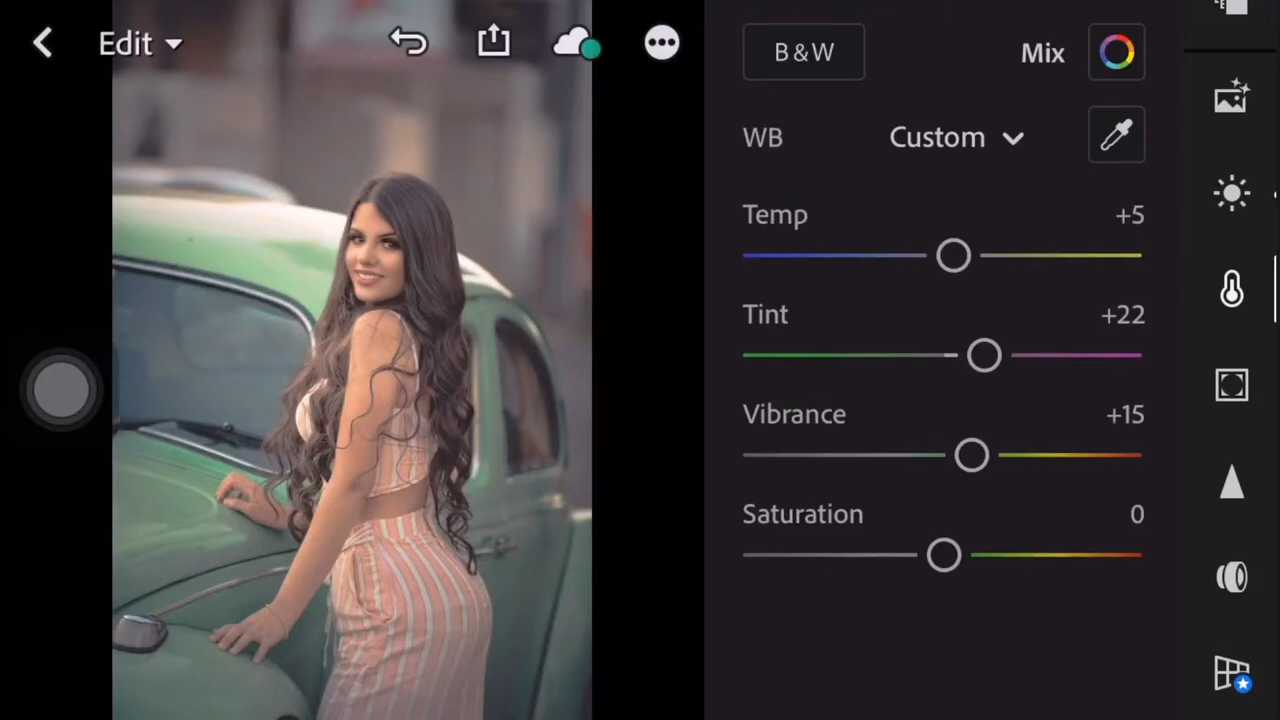 Edit
B&W
Mix
WB
Custom
Temp
+5
Tint
+22
Vibrance
+15
Saturation
0